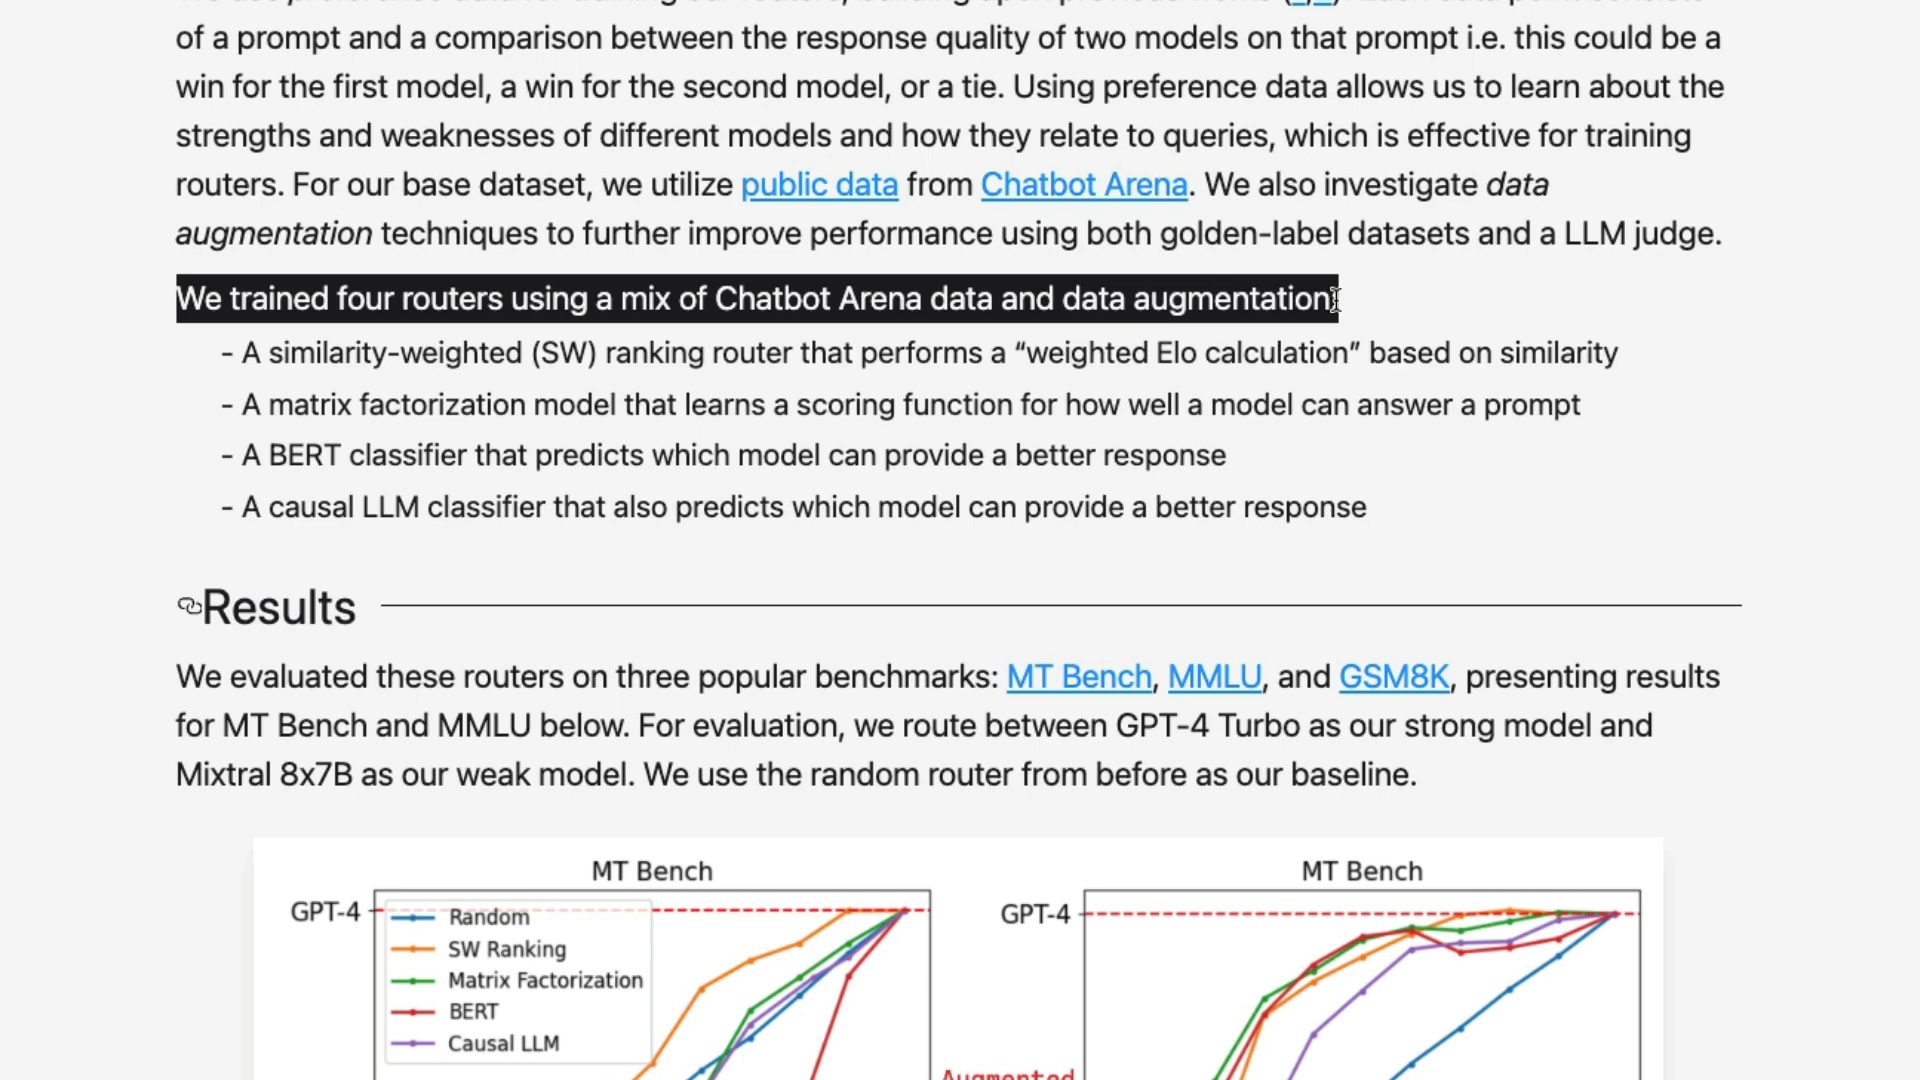 of a prompt and a comparison between the response quality of two models on that prompt i.e. this could be a
win for the first model, a win for the second model, or a tie. Using preference data allows us to learn about the
strengths and weaknesses of different models and how they relate to queries, which is effective for training
routers. For our base dataset, we utilize public data from Chatbot Arena. We also investigate data
augmentation techniques to further improve performance using both golden-label datasets and a LLM judge.
We trained four routers using a mix of Chatbot Arena data and data augmentation:
- A similarity-weighted (SW) ranking router that performs a “weighted Elo calculation” based on similarity
- A matrix factorization model that learns a scoring function for how well a model can answer a prompt
- A BERT classifier that predicts which model can provide a better response
- A causal LLM classifier that also predicts which model can provide a better response
Results
We evaluated these routers on three popular benchmarks: MT Bench, MMLU, and GSM8K, presenting results
for MT Bench and MMLU below. For evaluation, we route between GPT-4 Turbo as our strong model and
Mixtral 8x7B as our weak model. We use the random router from before as our baseline.
MT Bench
GPT-4
Random
SW Ranking
Matrix Factorization
BERT
Causal LLM
MT Bench
GPT-4
Augmented